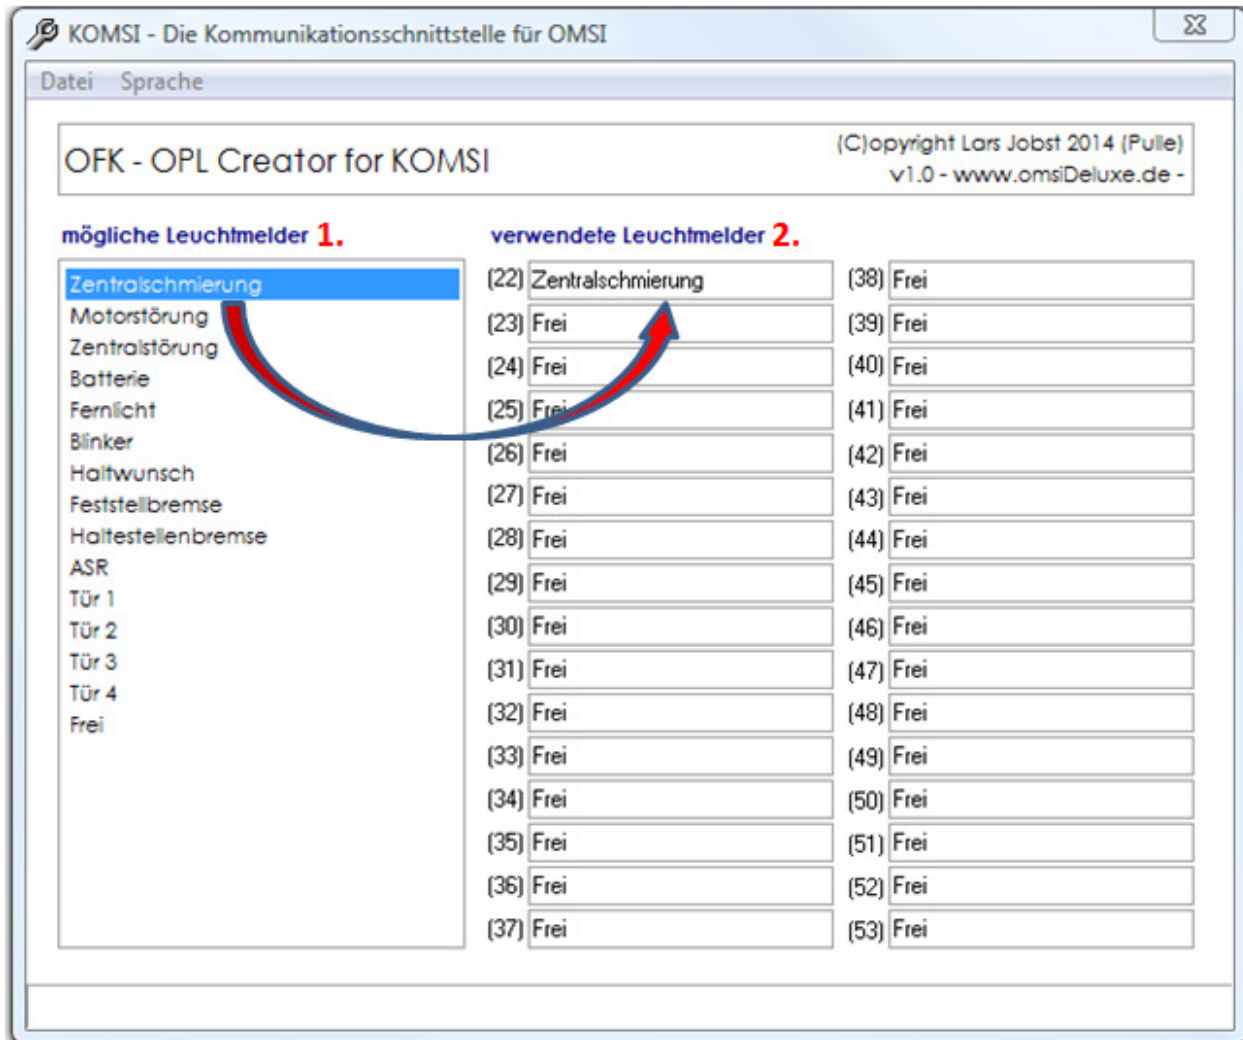 KOMSI - Die Kommunikationsschnittstelle für OMSI
Datei Sprache
OFK - OPL Creator for KOMSI
(C)opyright Lars Jobst 2014 (Pulle)
v1.0 - www.omsiDeluxe.de -
mögliche Leuchtmelder 1.
Zentralschmierung
Motorstörung
Zentralstörung
Batterie
Fernlicht
Blinker
Haltwunsch
Feststellbremse
Haltestellenbremse
ASR
Tür 1
Tür 2
Tür 3
Tür 4
Frei
verwendete Leuchtmelder 2.
(22) Zentralschmierung
(23) Frei
(24) Frei
(25) Frei
(26) Frei
(27) Frei
(28) Frei
(29) Frei
(30) Frei
(31) Frei
(32) Frei
(33) Frei
(34) Frei
(35) Frei
(36) Frei
(37) Frei
(38) Frei
(39) Frei
(40) Frei
(41) Frei
(42) Frei
(43) Frei
(44) Frei
(45) Frei
(46) Frei
(47) Frei
(48) Frei
(49) Frei
(50) Frei
(51) Frei
(52) Frei
(53) Frei